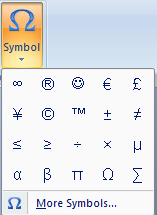 Ω
Symbol
∞ ® ☺ € £
¥ © ™ ± ≠
≤ ≥ ÷ × µ
α β π Ω ∑
Ω More Symbols...